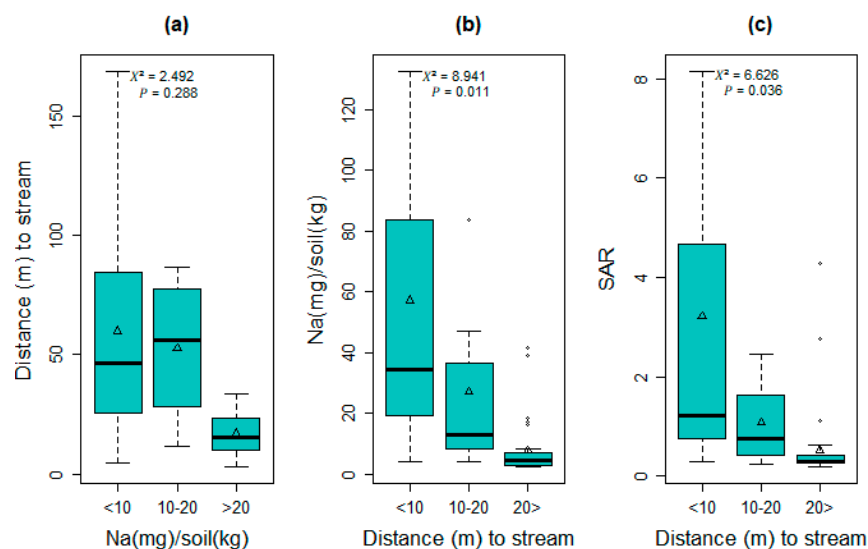 (a)
X² = 2.492
P = 0.288
Distance (m) to stream
150
100
50
0
<10 10-20 >20
Na(mg)/soil(kg)
(b)
X² = 8.941
P = 0.011
Na(mg)/soil(kg)
120
100
80
60
40
20
0
<10 10-20 20>
Distance (m) to stream
(c)
X² = 6.626
P = 0.036
SAR
8
6
4
2
0
<10 10-20 20>
Distance (m) to stream